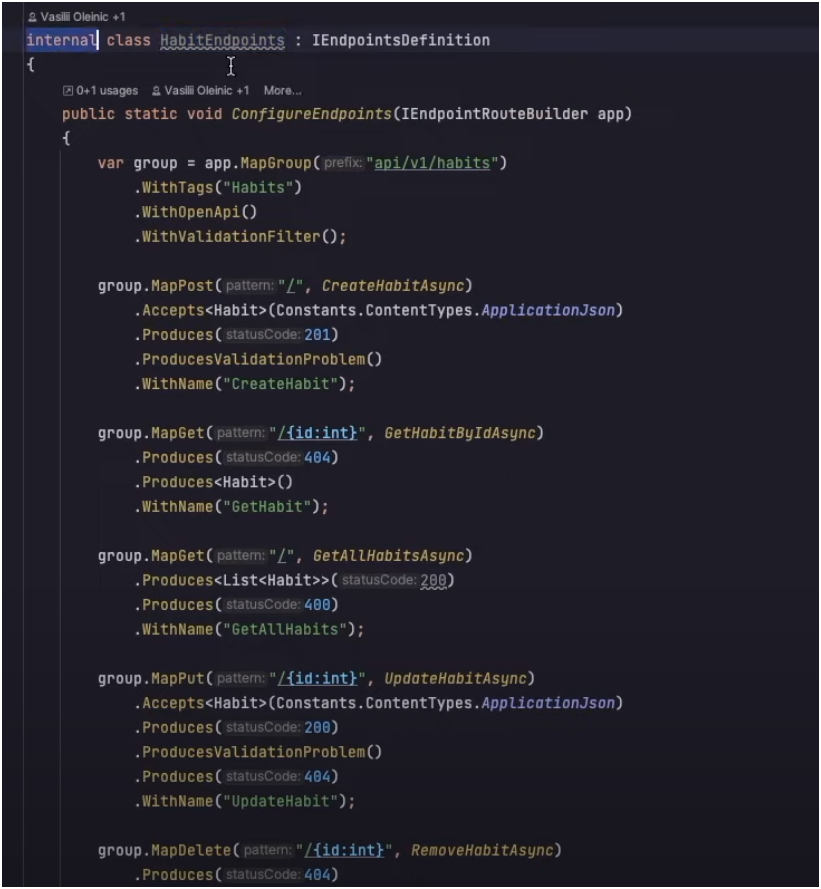 Vasilii Oleinic +1
internal class HabitEndpoints : IEndpointsDefinition
{
0+1 usages Vasilii Oleinic +1 More...
public static void ConfigureEndpoints(IEndpointRouteBuilder app)
{
var group = app.MapGroup( prefix: "api/v1/habits")
.WithTags("Habits")
.WithOpenApi()
.WithValidationFilter();
group.MapPost( pattern: "/", CreateHabitAsync)
.Accepts<Habit>(Constants.ContentTypes.ApplicationJson)
.Produces( statusCode: 201)
.ProducesValidationProblem()
.WithName("CreateHabit");
group.MapGet( pattern: "/{id:int}", GetHabitByIdAsync)
.Produces( statusCode: 404)
.Produces<Habit>()
.WithName("GetHabit");
group.MapGet( pattern: "/", GetAllHabitsAsync)
.Produces<List<Habit>>( statusCode: 200)
.Produces( statusCode: 400)
.WithName("GetAllHabits");
group.MapPut( pattern: "/{id:int}", UpdateHabitAsync)
.Accepts<Habit>(Constants.ContentTypes.ApplicationJson)
.Produces( statusCode: 200)
.ProducesValidationProblem()
.Produces( statusCode: 404)
.WithName("UpdateHabit");
group.MapDelete( pattern: "/{id:int}", RemoveHabitAsync)
.Produces( statusCode: 404)